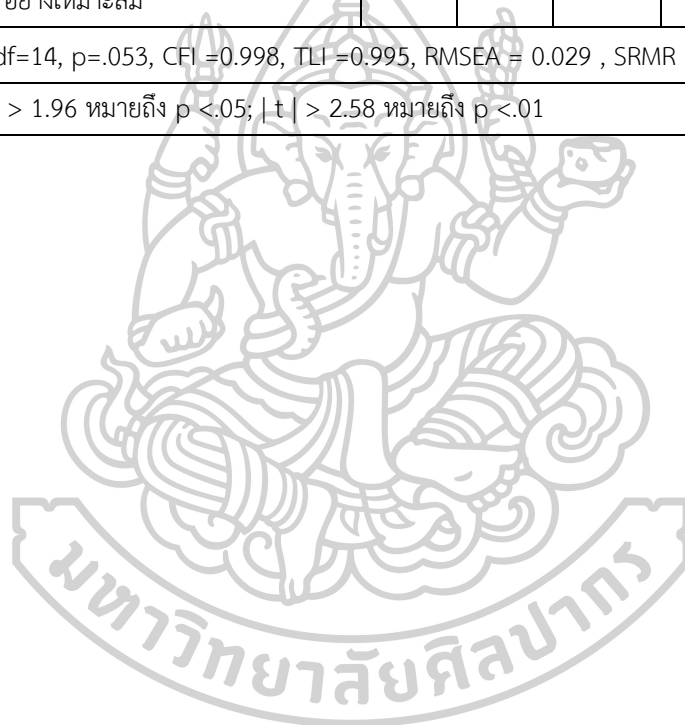 อย่างเหมาะสม
df=14, p=.053, CFI =0.998, TLI =0.995, RMSEA = 0.029 , SRMR
> 1.96 หมายถึง p <.05; | t | > 2.58 หมายถึง p <.01
มหาวิทยาลัยศิลปากร